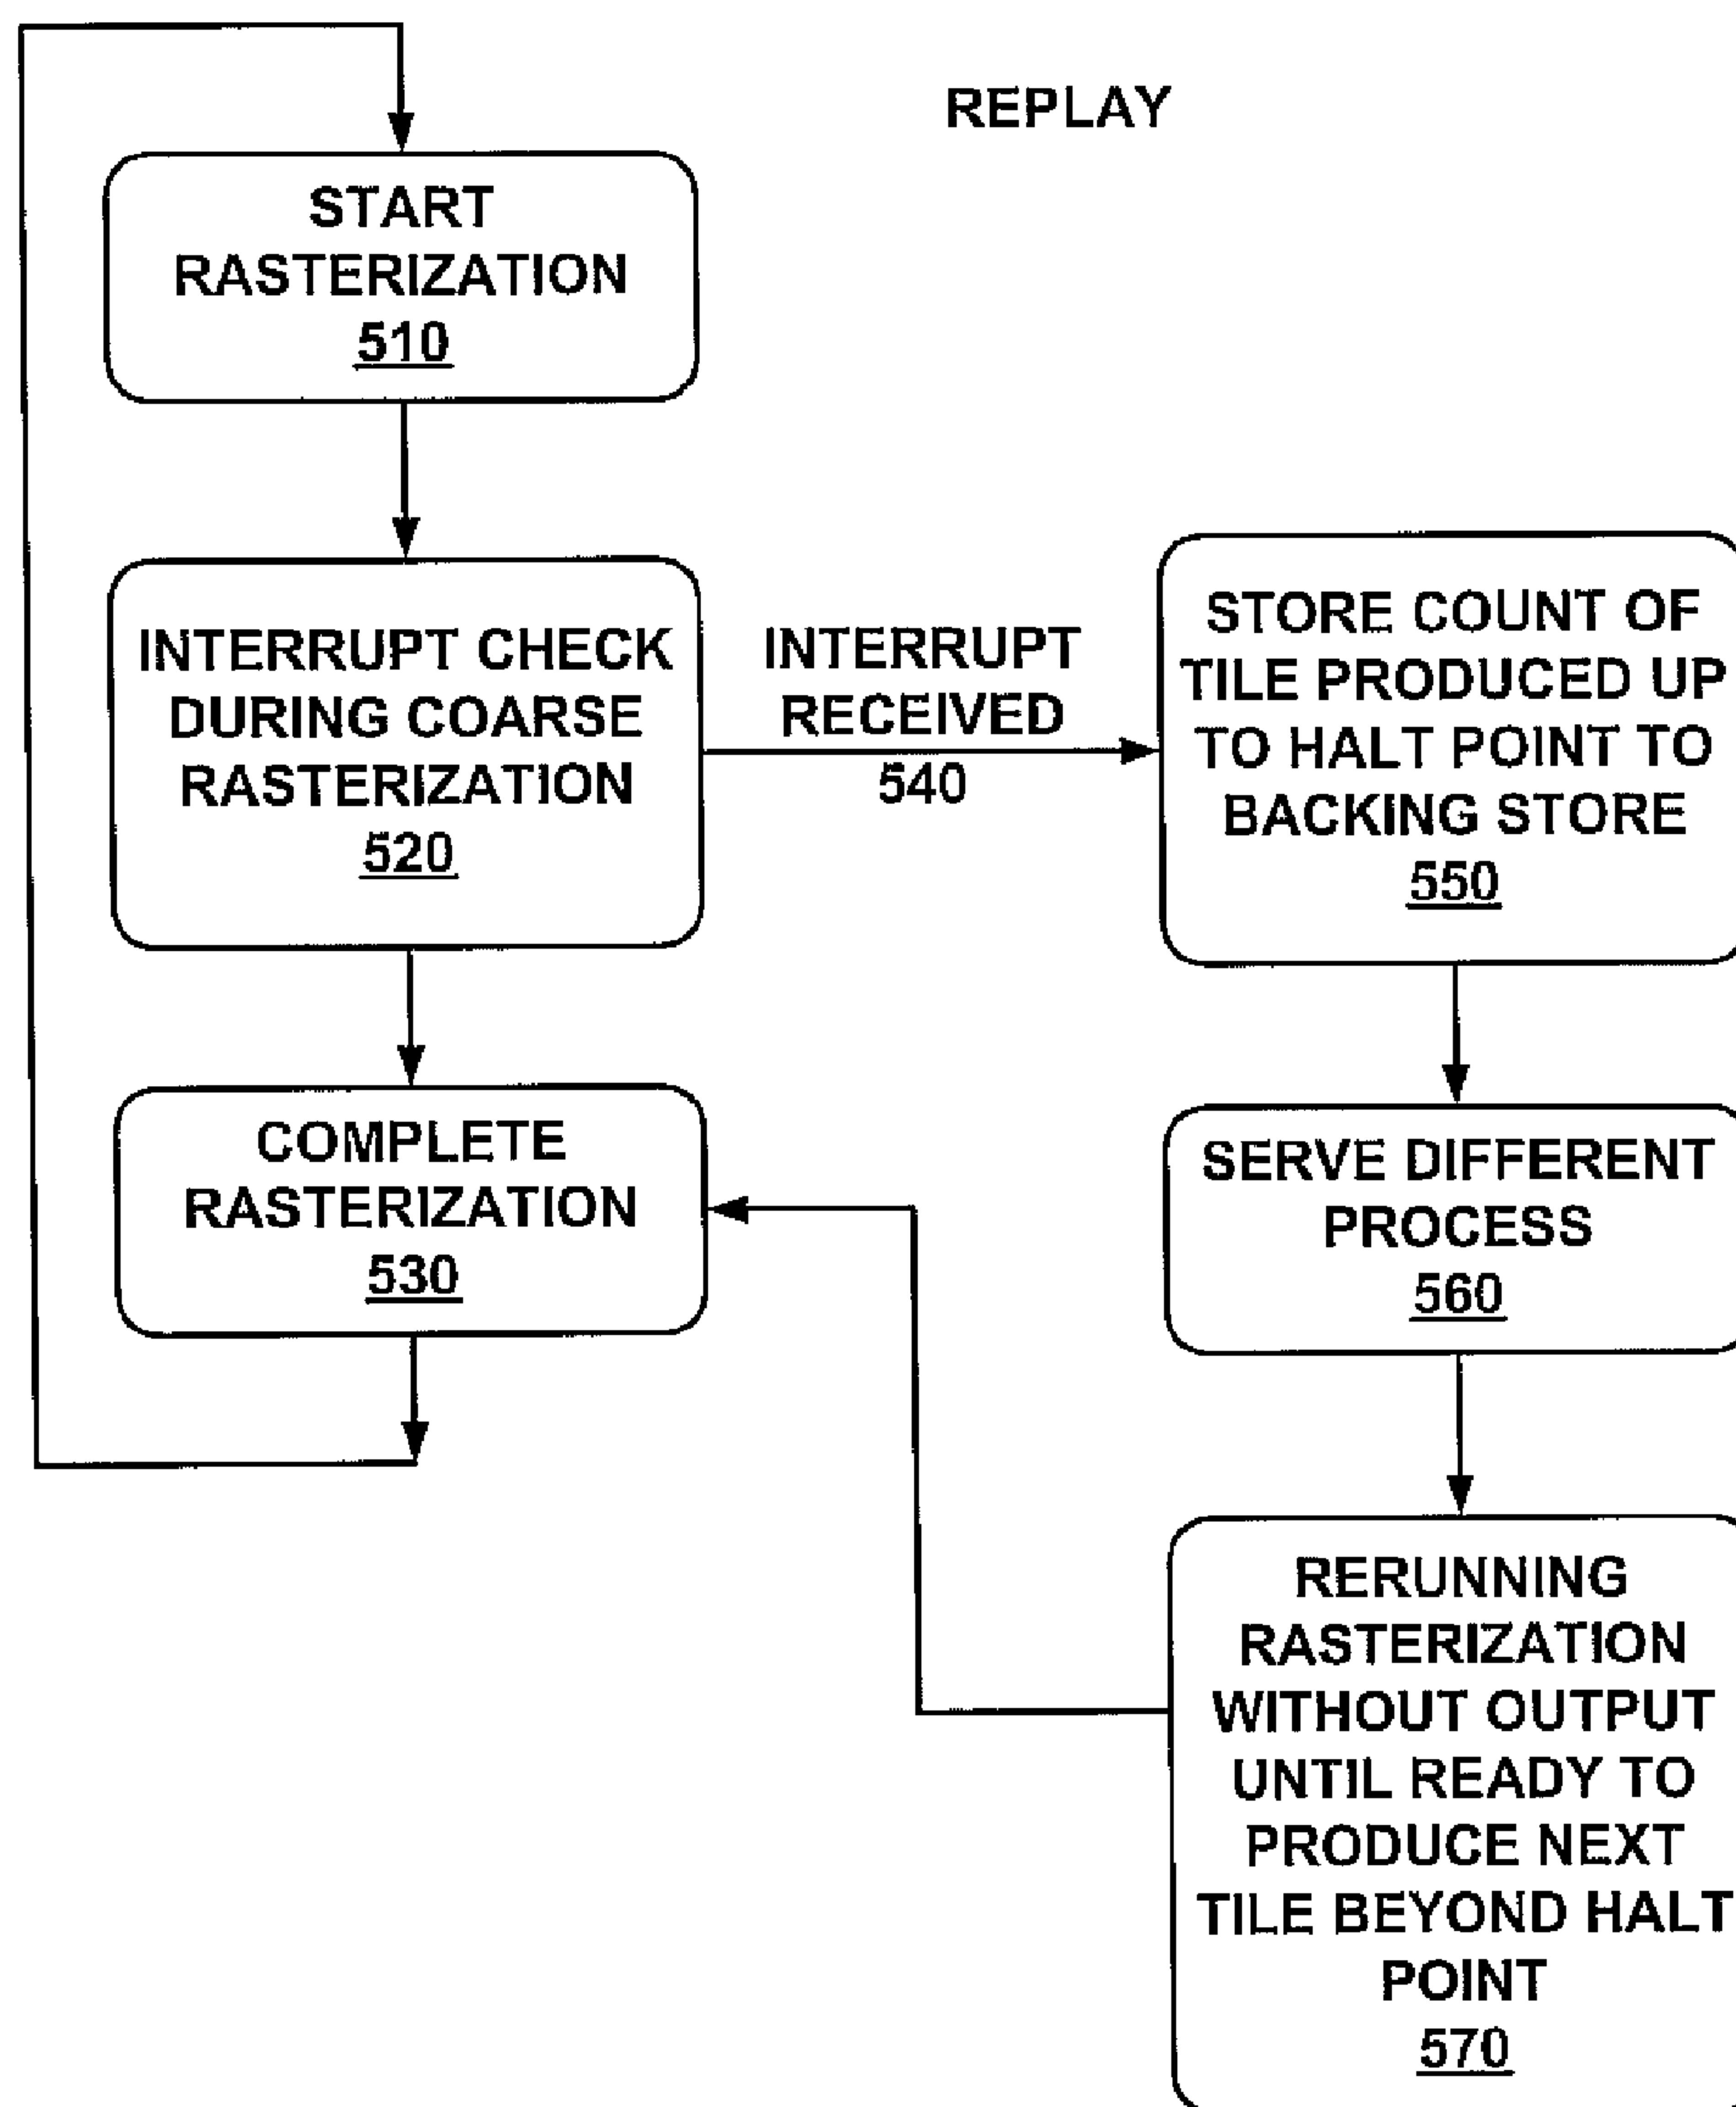 REPLAY
START
RASTERIZATION
510
INTERRUPT CHECK
DURING COARSE
RASTERIZATION
520
INTERRUPT
RECEIVED
540
STORE COUNT OF
TILE PRODUCED UP
TO HALT POINT TO
BACKING STORE
550
COMPLETE
RASTERIZATION
530
SERVE DIFFERENT
PROCESS
560
RERUNNING
RASTERIZATION
WITHOUT OUTPUT
UNTIL READY TO
PRODUCE NEXT
TILE BEYOND HALT
POINT
570